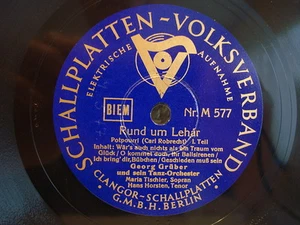 SCHALLPLATTEN-VOLKSVERBAND
ELEKTRISCHE AUFNAHME
BIEM
Nr. M 577
Rund um Lehár
Potpourri (Carl Robrecht) I. Teil
Inhalt: Wär's auch nichts als ein Traum vom
Glück / O kommet doch, ihr Ballsirenen /
Ich bring' dir, Bübchen / Geschieden muß sein
Georg Gräber
und sein Tanz-Orchester
Maria Tischler, Sopran
Hans Horsten, Tenor
CLANGOR-SCHALLPLATTEN
G.M.B.H. BERLIN